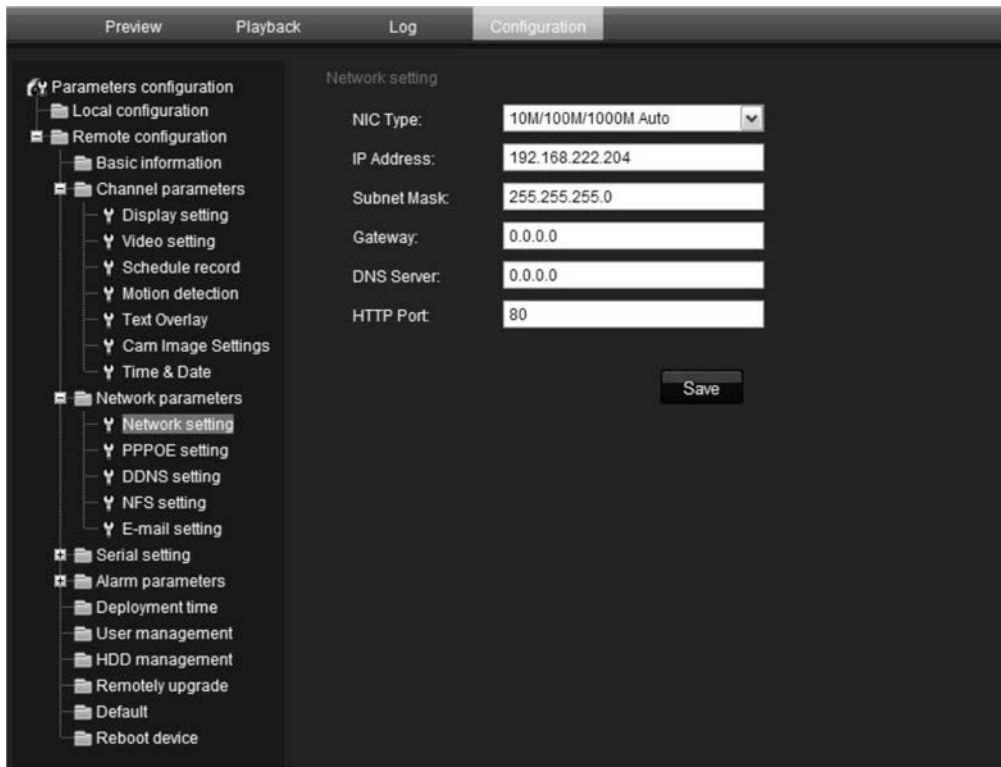 Preview Playback Log Configuration
Parameters configuration
Local configuration
Remote configuration
Basic information
Channel parameters
Display setting
Video setting
Schedule record
Motion detection
Text Overlay
Cam Image Settings
Time & Date
Network parameters
Network setting
PPPOE setting
DDNS setting
NFS setting
E-mail setting
Serial setting
Alarm parameters
Deployment time
User management
HDD management
Remotely upgrade
Default
Reboot device
Network setting
NIC Type: 10M/100M/1000M Auto
IP Address: 192.168.222.204
Subnet Mask: 255.255.255.0
Gateway: 0.0.0.0
DNS Server: 0.0.0.0
HTTP Port: 80
Save